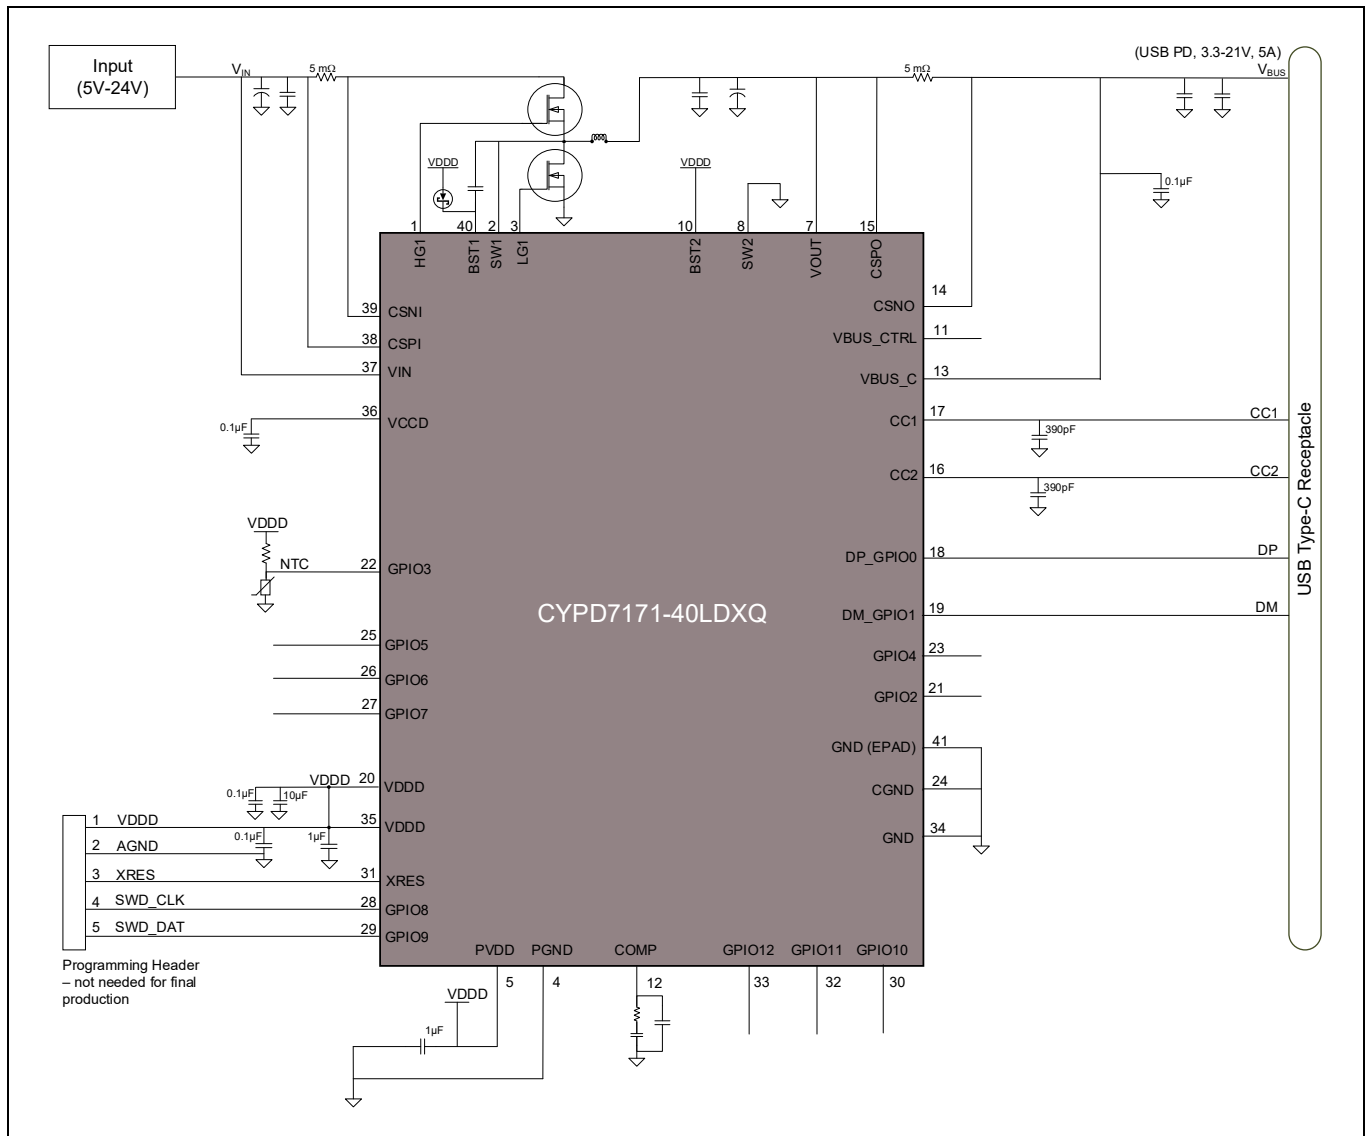 Input
(5V-24V)
VIN
5 mΩ
5 mΩ
(USB PD, 3.3-21V, 5A)
VBUS
VDDD
VDDD
0.1µF
1
40
2
3
10
8
7
15
HG1
BST1
SW1
LG1
BST2
SW2
VOUT
CSPO
39 CSNI
38 CSPI
37 VIN
36 VCCD
0.1µF
VDDD
NTC
22 GPIO3
25 GPIO5
26 GPIO6
27 GPIO7
VDDD 20 VDDD
0.1µF
10µF
35 VDDD
0.1µF
1µF
31 XRES
28 GPIO8
29 GPIO9
1 VDDD
2 AGND
3 XRES
4 SWD_CLK
5 SWD_DAT
Programming Header
– not needed for final
production
CYPD7171-40LDXQ
CSNO 14
VBUS_CTRL 11
VBUS_C 13
CC1 17
CC1
390pF
CC2 16
CC2
390pF
DP_GPIO0 18
DP
DM_GPIO1 19
DM
GPIO4 23
GPIO2 21
GND (EPAD) 41
CGND 24
GND 34
USB Type-C Receptacle
PVDD
PGND
COMP
GPIO12
GPIO11
GPIO10
5
4
12
33
32
30
VDDD
1µF